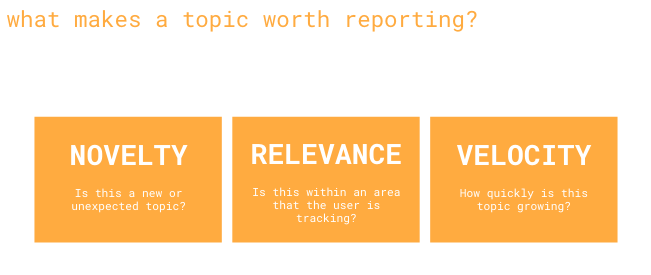 what makes a topic worth reporting?
NOVELTY
Is this a new or
unexpected topic?
RELEVANCE
Is this within an area
that the user is
tracking?
VELOCITY
How quickly is this
topic growing?